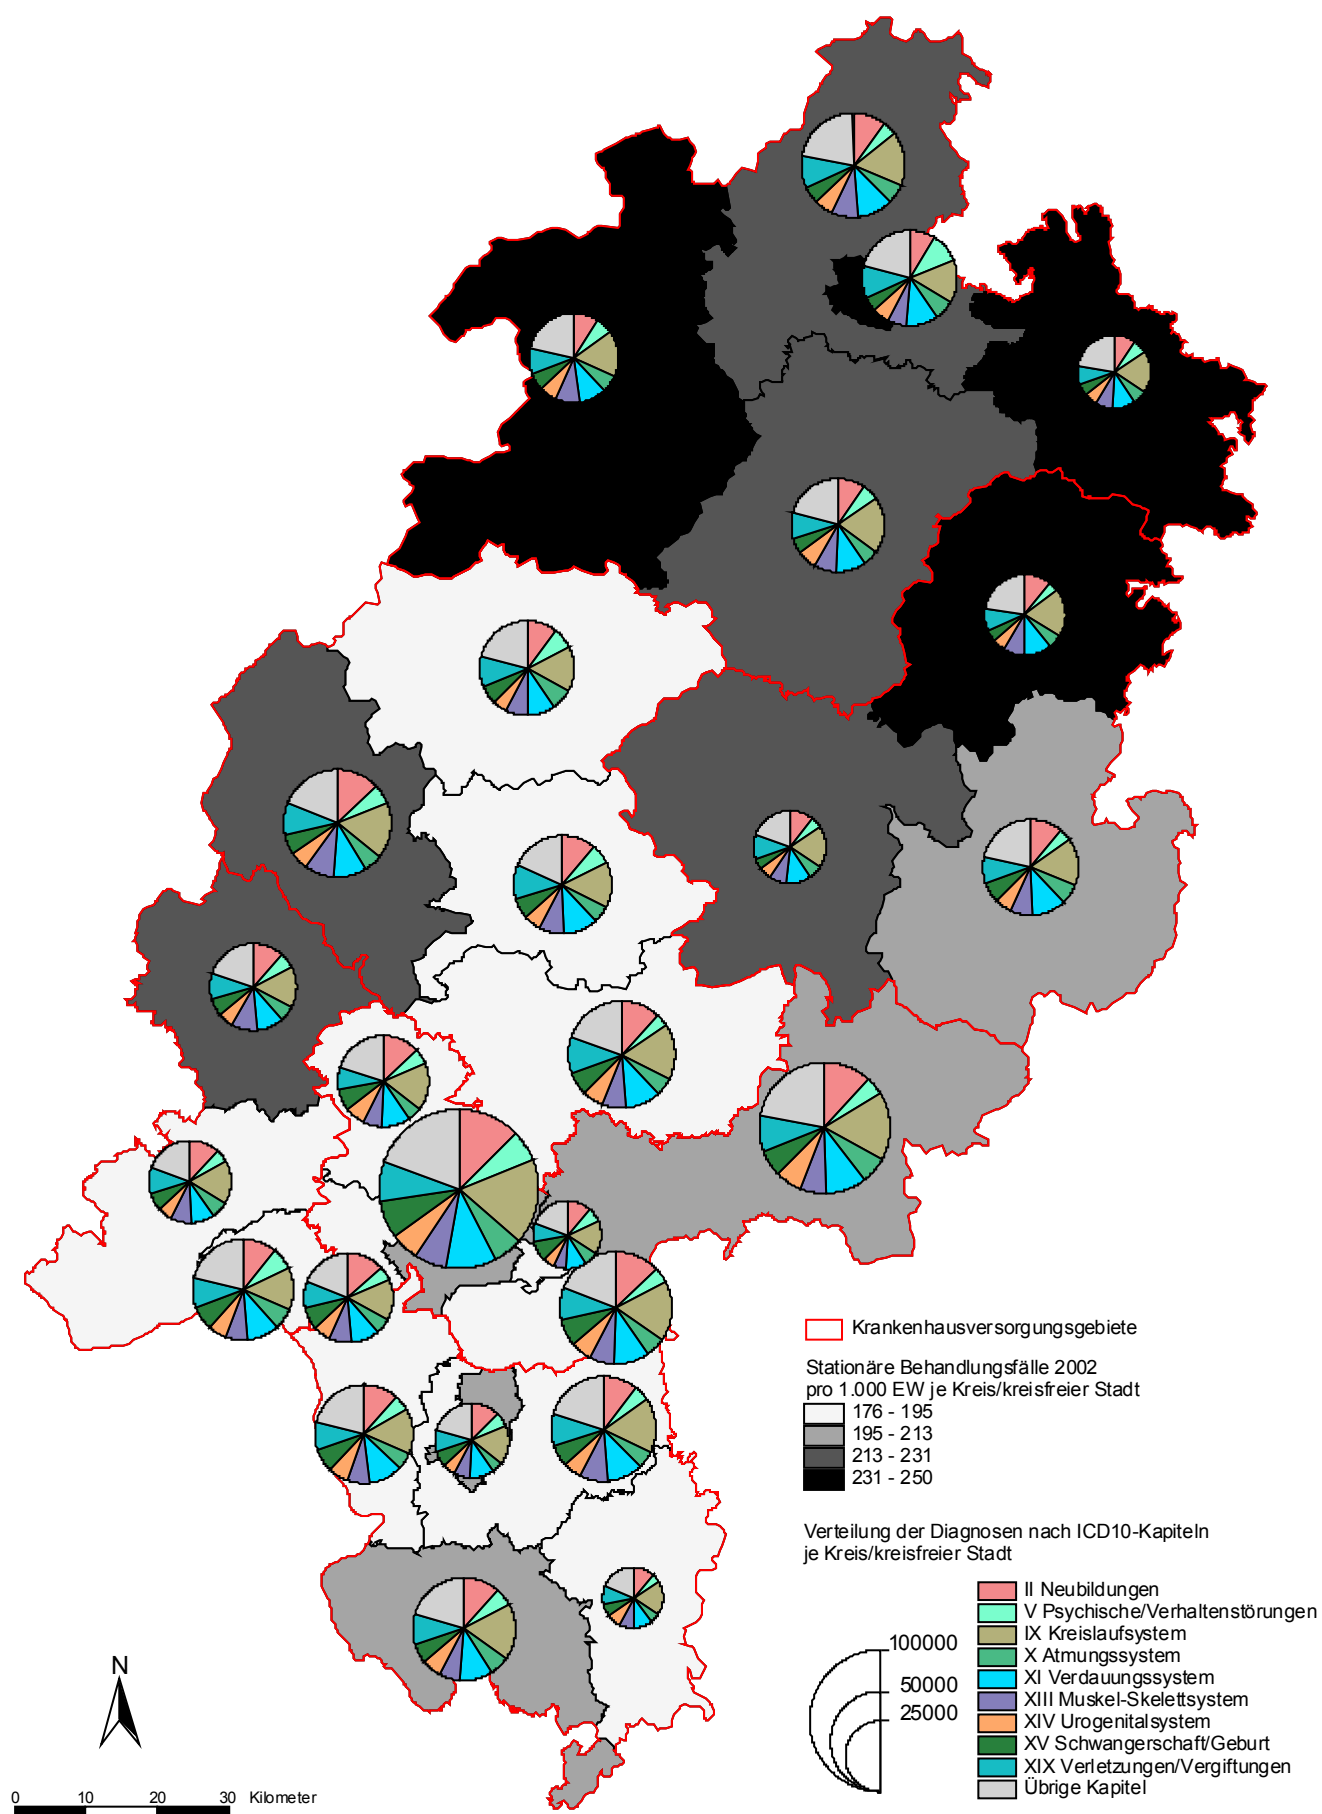 Krankenhausversorgungsgebiete
Stationäre Behandlungsfälle 2002
pro 1.000 EW je Kreis/kreisfreier Stadt
176 - 195
195 - 213
213 - 231
231 - 250
Verteilung der Diagnosen nach ICD10-Kapiteln
je Kreis/kreisfreier Stadt
II Neubildungen
V Psychische/Verhaltenstörungen
IX Kreislaufsystem
X Atmungssystem
XI Verdauungssystem
XIII Muskel-Skelettsystem
XIV Urogenitalsystem
XV Schwangerschaft/Geburt
XIX Verletzungen/Vergiftungen
Übrige Kapitel
100000
50000
25000
N
0 10 20 30 Kilometer